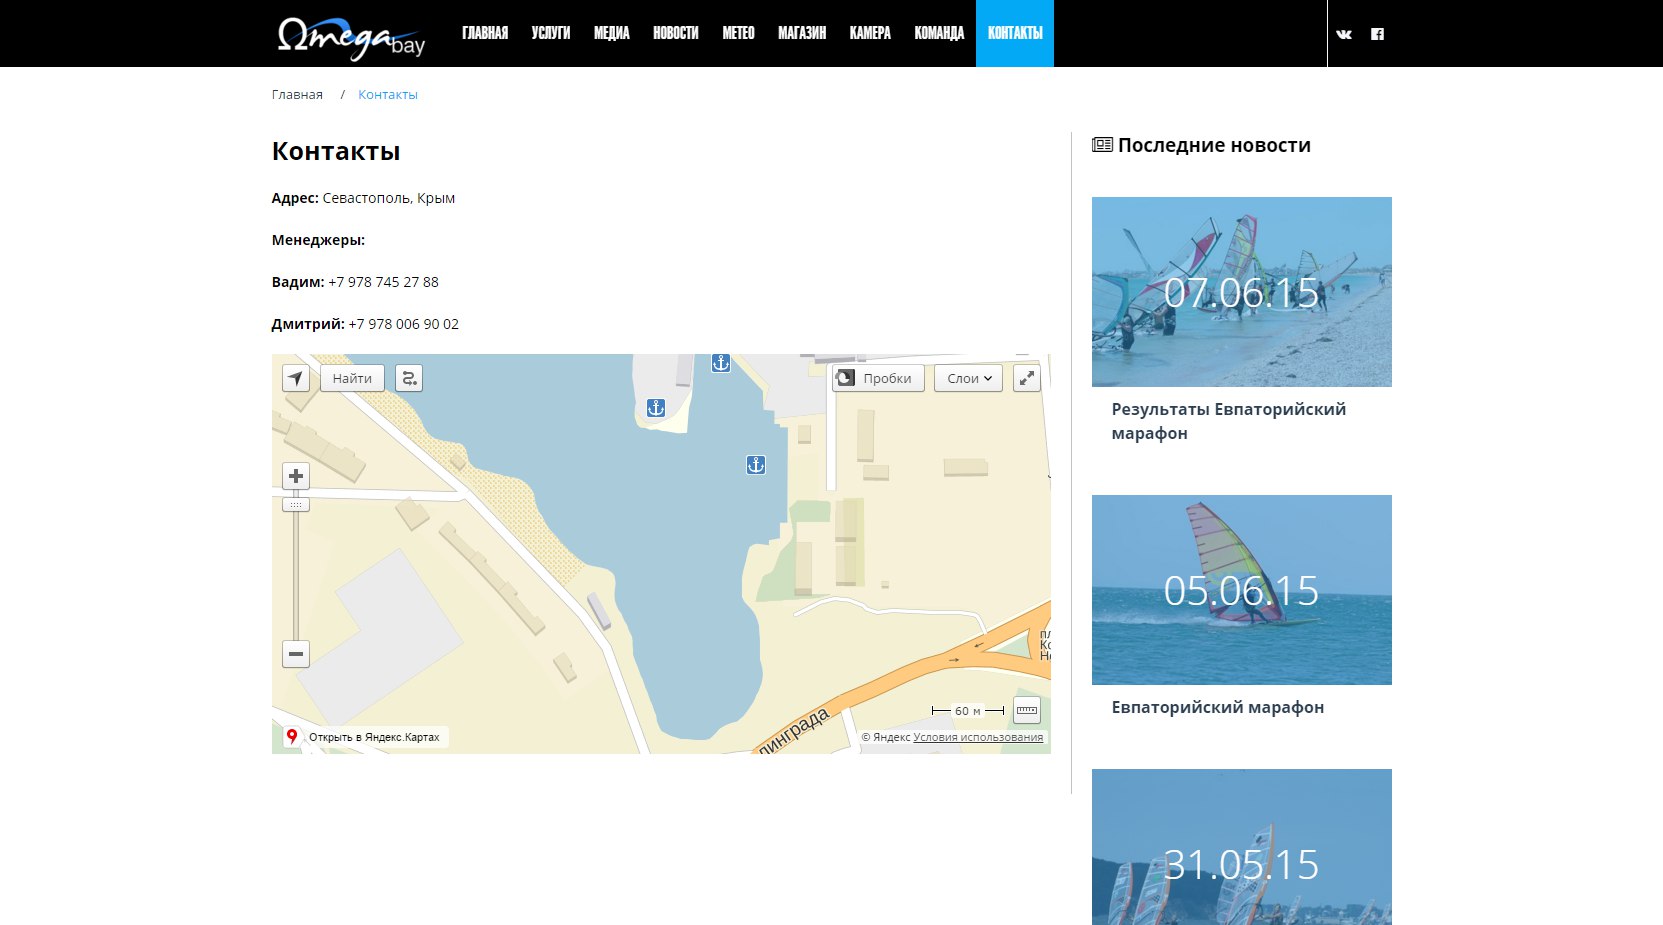 Ωmega bay
ГЛАВНАЯ УСЛУГИ МЕДИА НОВОСТИ МЕТЕО МАГАЗИН КАМЕРА КОМАНДА КОНТАКТЫ
Главная / Контакты
Контакты
Адрес: Севастополь, Крым
Менеджеры:
Вадим: +7 978 745 27 88
Дмитрий: +7 978 006 90 02
Найти
Пробки
Слои
60 м
линграда
Открыть в Яндекс.Картах
© Яндекс Условия использования
Последние новости
07.06.15
Результаты Евпаторийский
марафон
05.06.15
Евпаторийский марафон
31.05.15